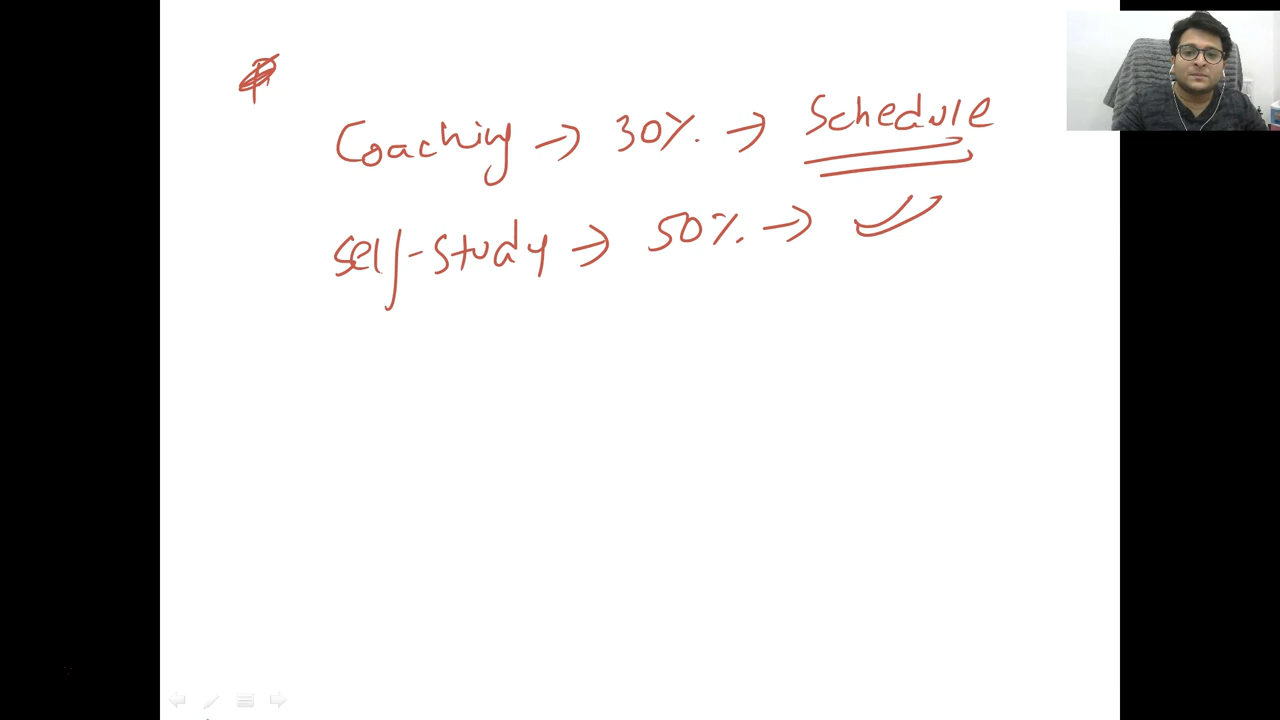 Coaching → 30% → Schedule
Self-study → 50% → ✓